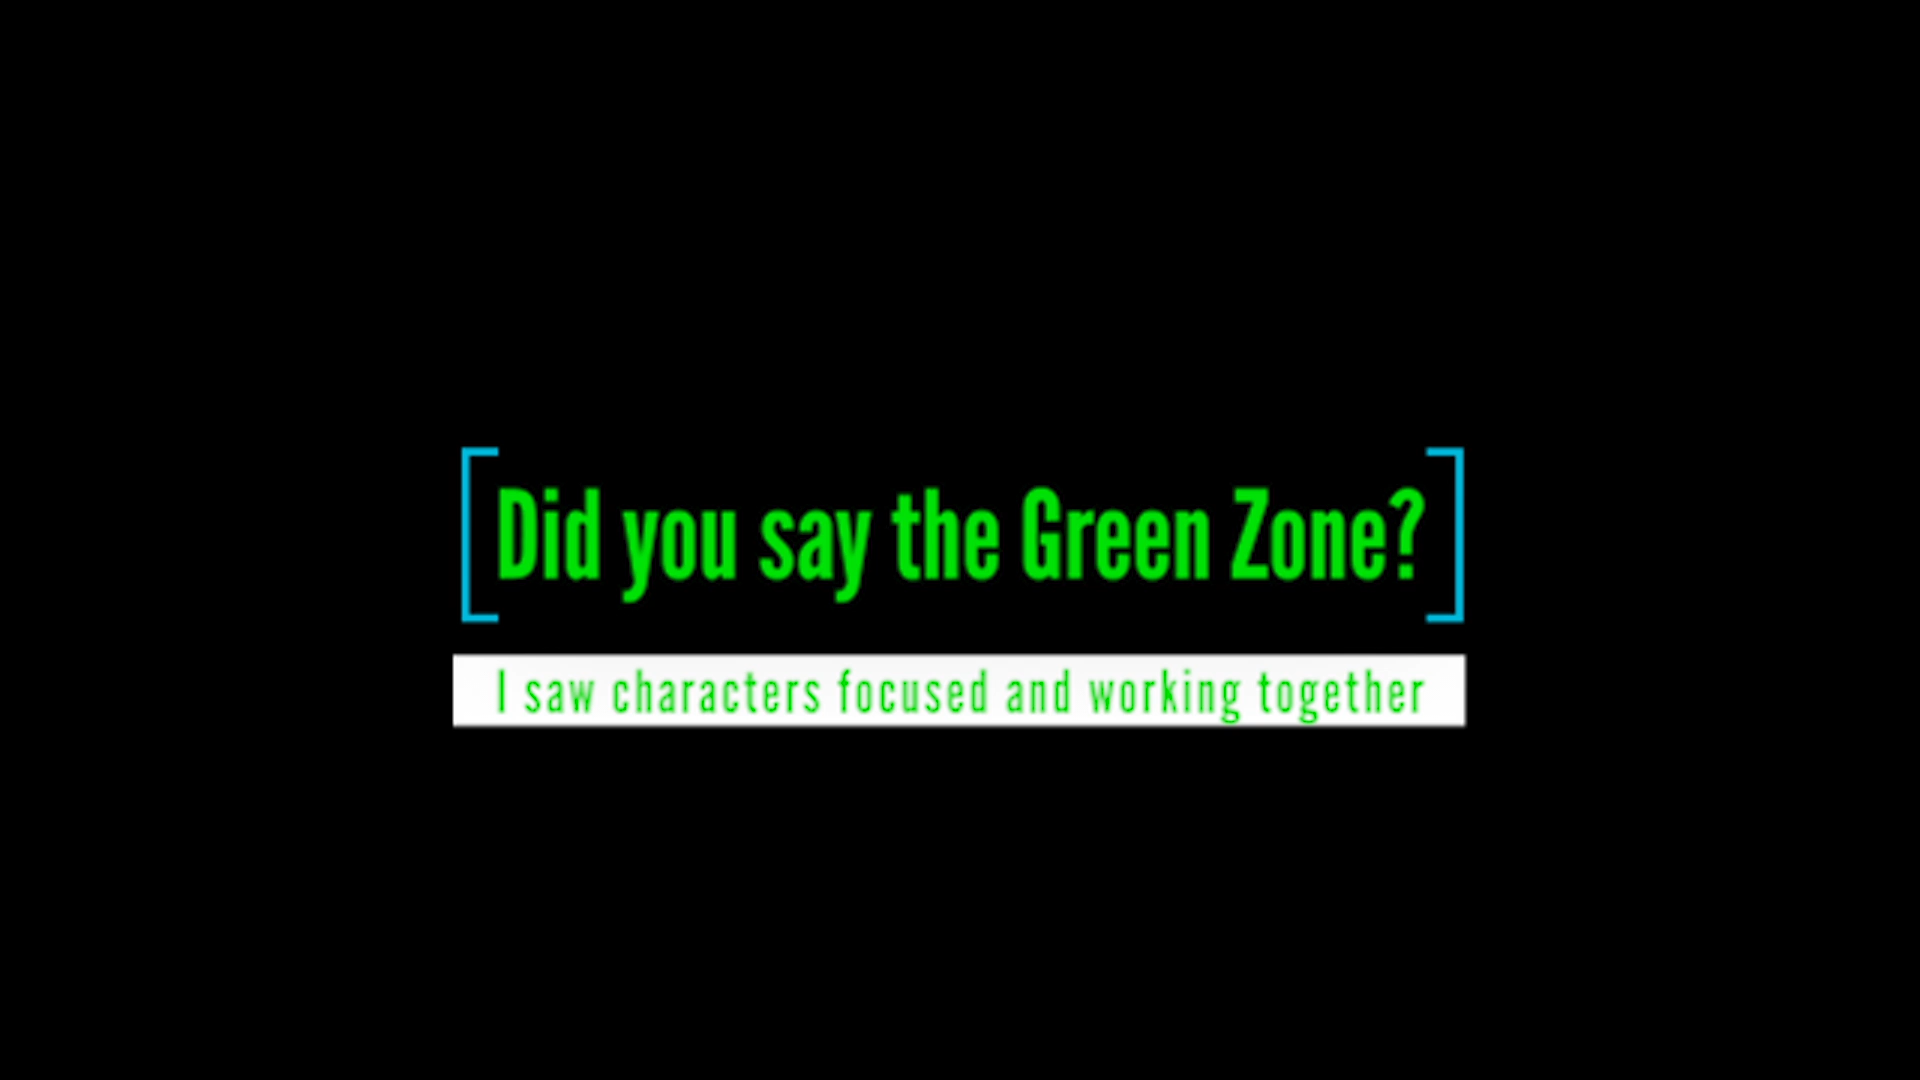 Did you say the Green Zone?
I saw characters focused and working together